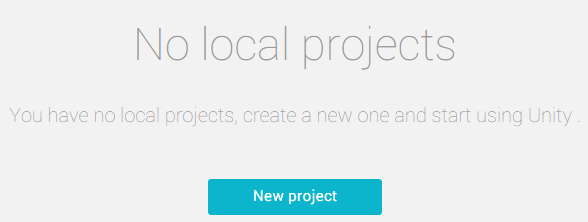 No local projects
You have no local projects, create a new one and start using Unity .
New project